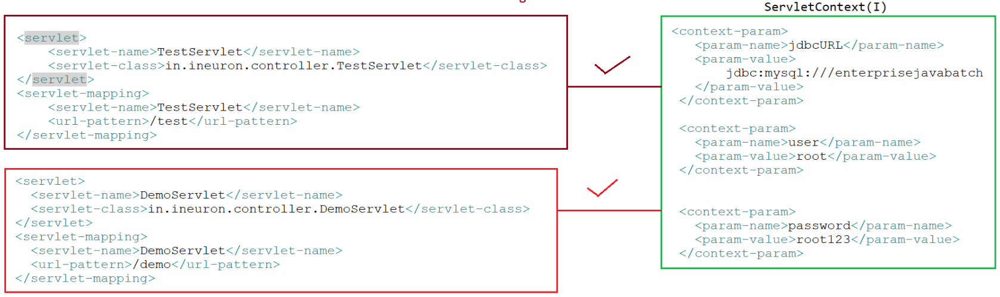 ServletContext(I)
<servlet>
<servlet-name>TestServlet</servlet-name>
<servlet-class>in.ineuron.controller.TestServlet</servlet-class>
</servlet>
<servlet-mapping>
<servlet-name>TestServlet</servlet-name>
<url-pattern>/test</url-pattern>
</servlet-mapping>
<servlet>
<servlet-name>DemoServlet</servlet-name>
<servlet-class>in.ineuron.controller.DemoServlet</servlet-class>
</servlet>
<servlet-mapping>
<servlet-name>DemoServlet</servlet-name>
<url-pattern>/demo</url-pattern>
</servlet-mapping>
<context-param>
<param-name>jdbcURL</param-name>
<param-value>
jdbc:mysql:///enterprisejavabatch
</param-value>
</context-param>
<context-param>
<param-name>user</param-name>
<param-value>root</param-value>
</context-param>
<context-param>
<param-name>password</param-name>
<param-value>root123</param-value>
</context-param>